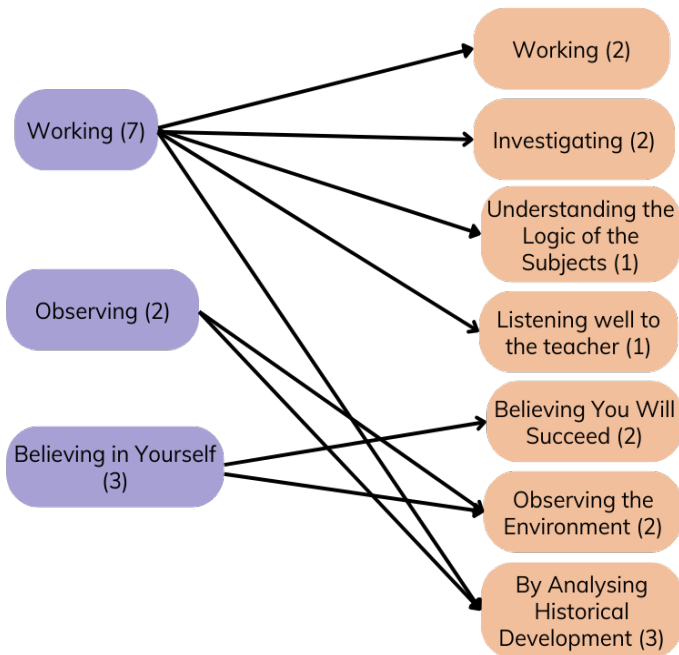 Working (7)
Observing (2)
Believing in Yourself
(3)
Working (2)
Investigating (2)
Understanding the
Logic of the
Subjects (1)
Listening well to
the teacher (1)
Believing You Will
Succeed (2)
Observing the
Environment (2)
By Analysing
Historical
Development (3)